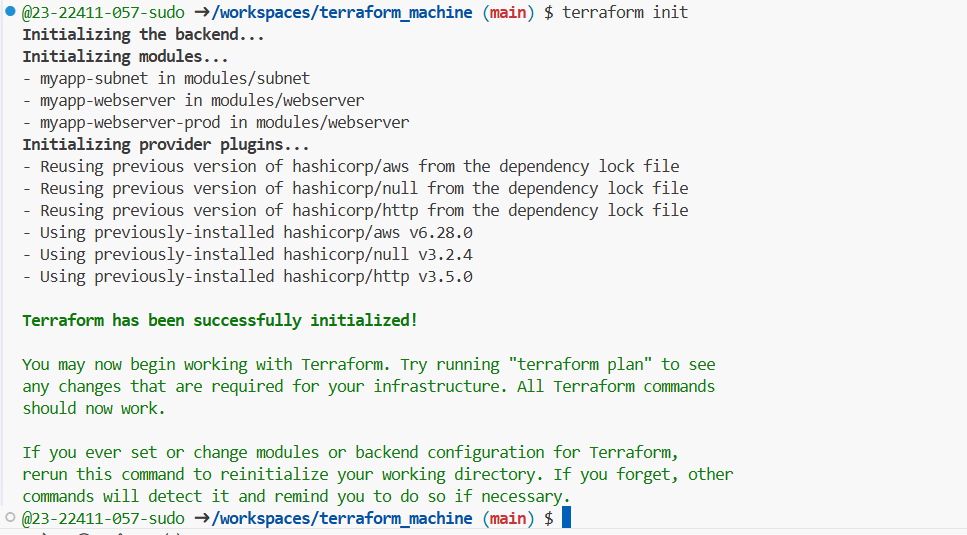 @23-22411-057-sudo →/workspaces/terraform_machine (main) $ terraform init
Initializing the backend...
Initializing modules...
- myapp-subnet in modules/subnet
- myapp-webserver in modules/webserver
- myapp-webserver-prod in modules/webserver
Initializing provider plugins...
- Reusing previous version of hashicorp/aws from the dependency lock file
- Reusing previous version of hashicorp/null from the dependency lock file
- Reusing previous version of hashicorp/http from the dependency lock file
- Using previously-installed hashicorp/aws v6.28.0
- Using previously-installed hashicorp/null v3.2.4
- Using previously-installed hashicorp/http v3.5.0
Terraform has been successfully initialized!
You may now begin working with Terraform. Try running "terraform plan" to see
any changes that are required for your infrastructure. All Terraform commands
should now work.
If you ever set or change modules or backend configuration for Terraform,
rerun this command to reinitialize your working directory. If you forget, other
commands will detect it and remind you to do so if necessary.
@23-22411-057-sudo →/workspaces/terraform_machine (main) $